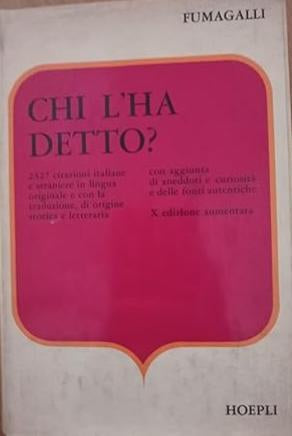 FUMAGALLI
CHI L'HA
DETTO?
2327 citazioni italiane
e straniere in lingua
originale e con la
traduzione, di origine
storica e letteraria
con aggiunta
di aneddoti e curiosità
e delle fonti autentiche
X edizione aumentata
HOEPLI